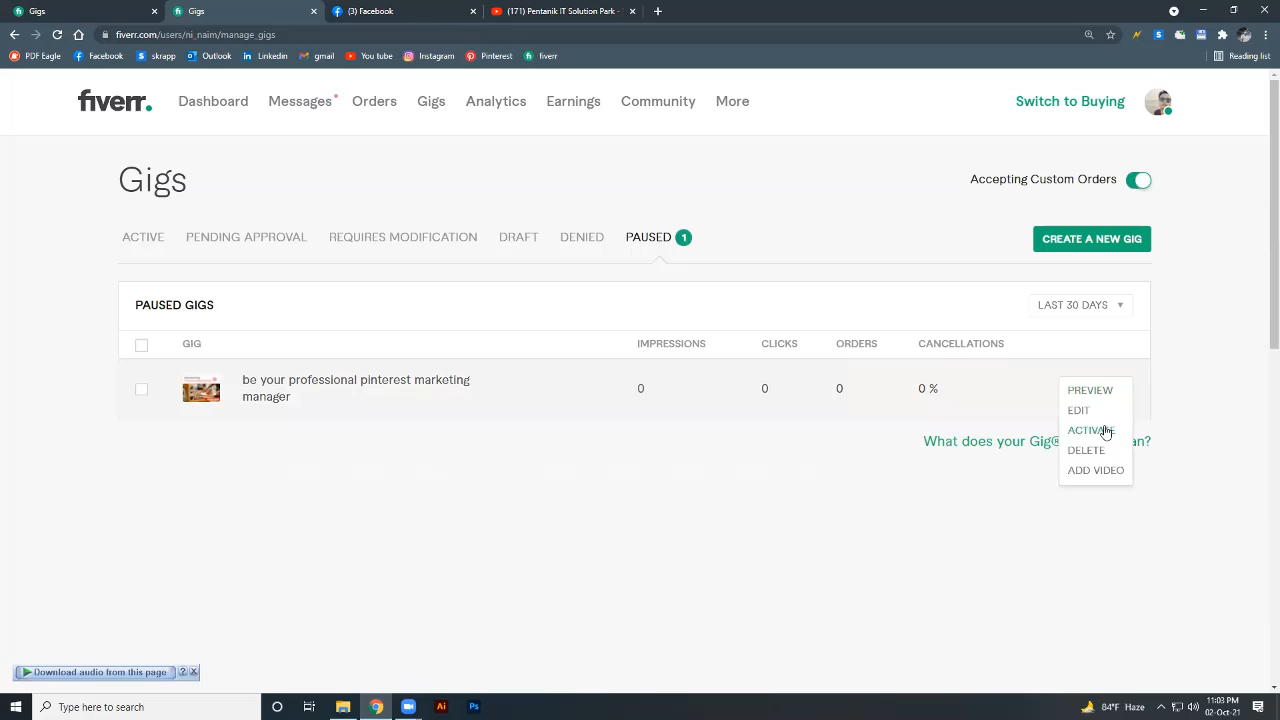 Gigs
Gigs
(3) Facebook
(171) Pentanik IT Solution Park -
fiverr.com/users/ni_naim/manage_gigs
PDF Eagle Facebook skrapp Outlook Linkedin gmail YouTube Instagram Pinterest fiverr Reading list
fiverr. Dashboard Messages Orders Gigs Analytics Earnings Community More Switch to Buying
Gigs
Accepting Custom Orders
ACTIVE PENDING APPROVAL REQUIRES MODIFICATION DRAFT DENIED PAUSED 1
CREATE A NEW GIG
PAUSED GIGS LAST 30 DAYS
GIG IMPRESSIONS CLICKS ORDERS CANCELLATIONS
be your professional pinterest marketing
manager
0 0 0 0 %
PREVIEW
EDIT
ACTIVATE
DELETE
ADD VIDEO
What does your Gig®
an?
Download audio from this page ? X
Type here to search
Ai Ps
84°F Haze
11:03 PM
02-Oct-21